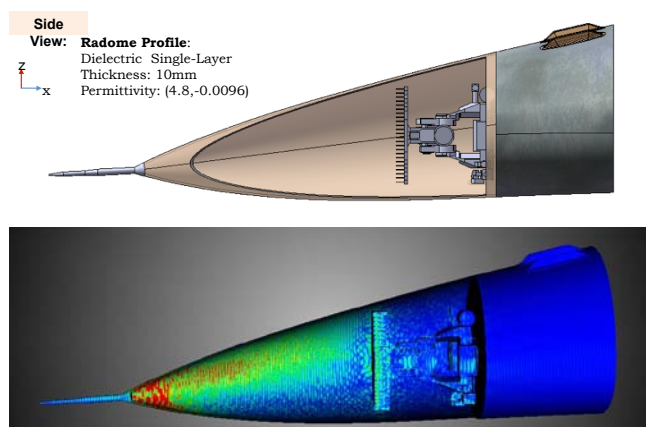 Side
View: Radome Profile:
Dielectric Single-Layer
Thickness: 10mm
Permittivity: (4.8,-0.0096)
Z
x